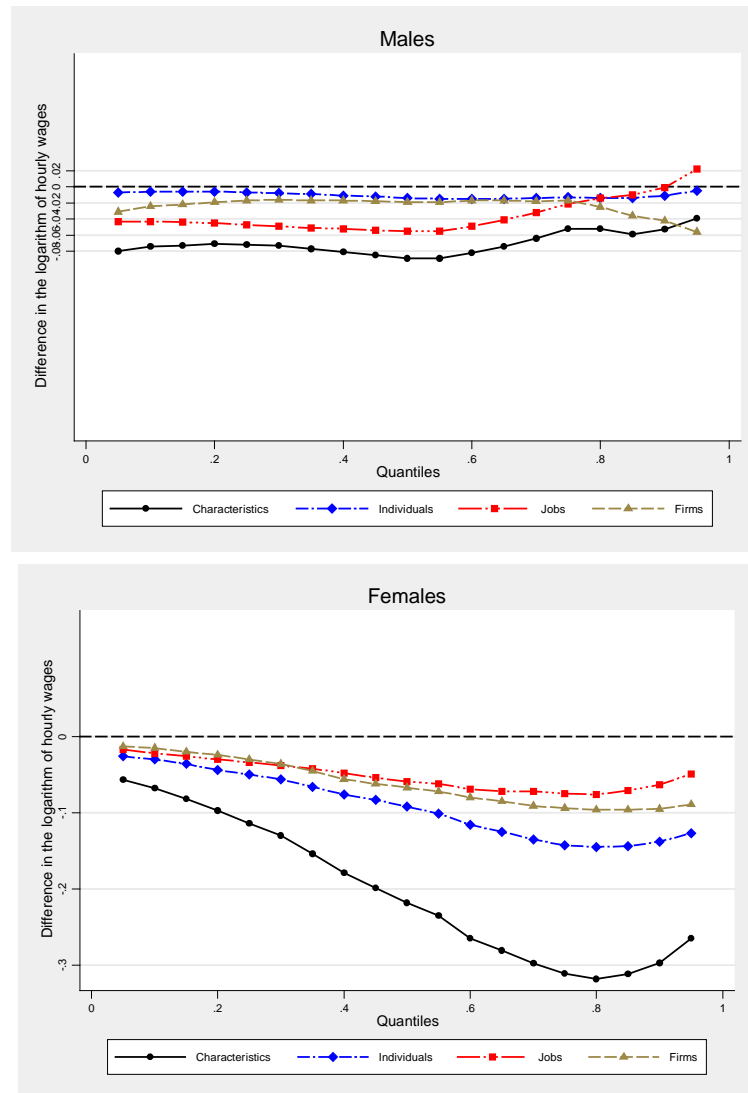 Males
Difference in the logarithm of hourly wages
.02
0
-.02
-.04
-.06
-.08
0
.2
.4
.6
.8
1
Quantiles
Characteristics
Individuals
Jobs
Firms
Females
Difference in the logarithm of hourly wages
0
-.1
-.2
-.3
0
.2
.4
.6
.8
1
Quantiles
Characteristics
Individuals
Jobs
Firms